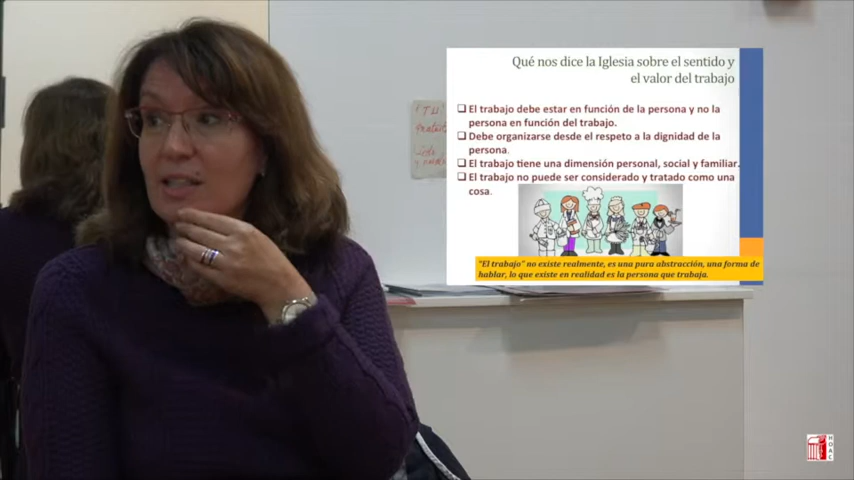 Qué nos dice la Iglesia sobre el sentido y
el valor del trabajo
El trabajo debe estar en función de la persona y no la
persona en función del trabajo.
Debe organizarse desde el respeto a la dignidad de la
persona.
El trabajo tiene una dimensión personal, social y familiar.
El trabajo no puede ser considerado y tratado como una
cosa.
"El trabajo" no existe realmente, es una pura abstracción, una forma de
hablar, lo que existe en realidad es la persona que trabaja.
HOAC